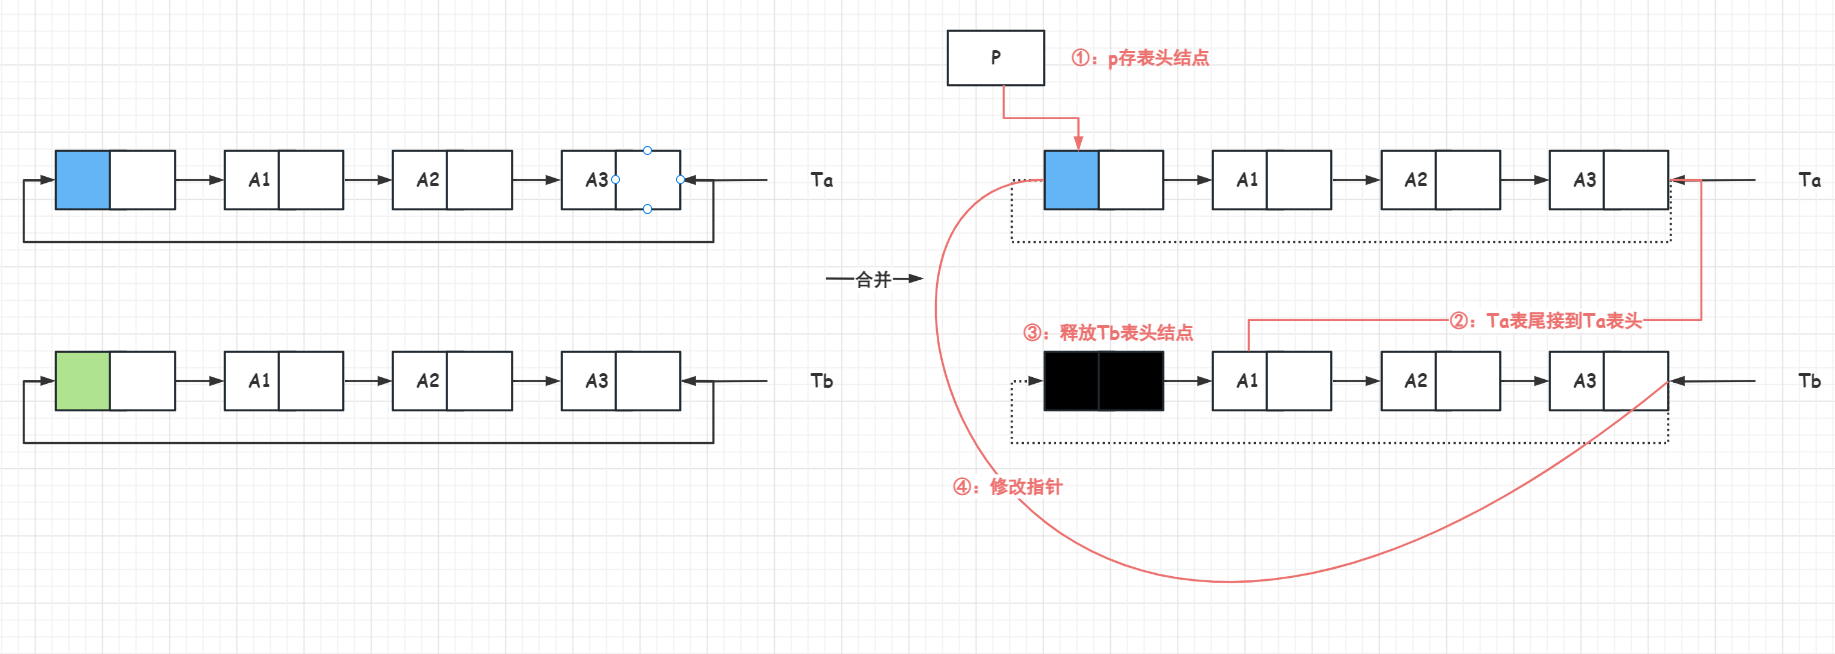 P
①：p存表头结点
A1 A2 A3 Ta
A1 A2 A3 Ta
合并
②：Ta表尾接到Ta表头
③：释放Tb表头结点
A1 A2 A3 Tb
A1 A2 A3 Tb
④：修改指针